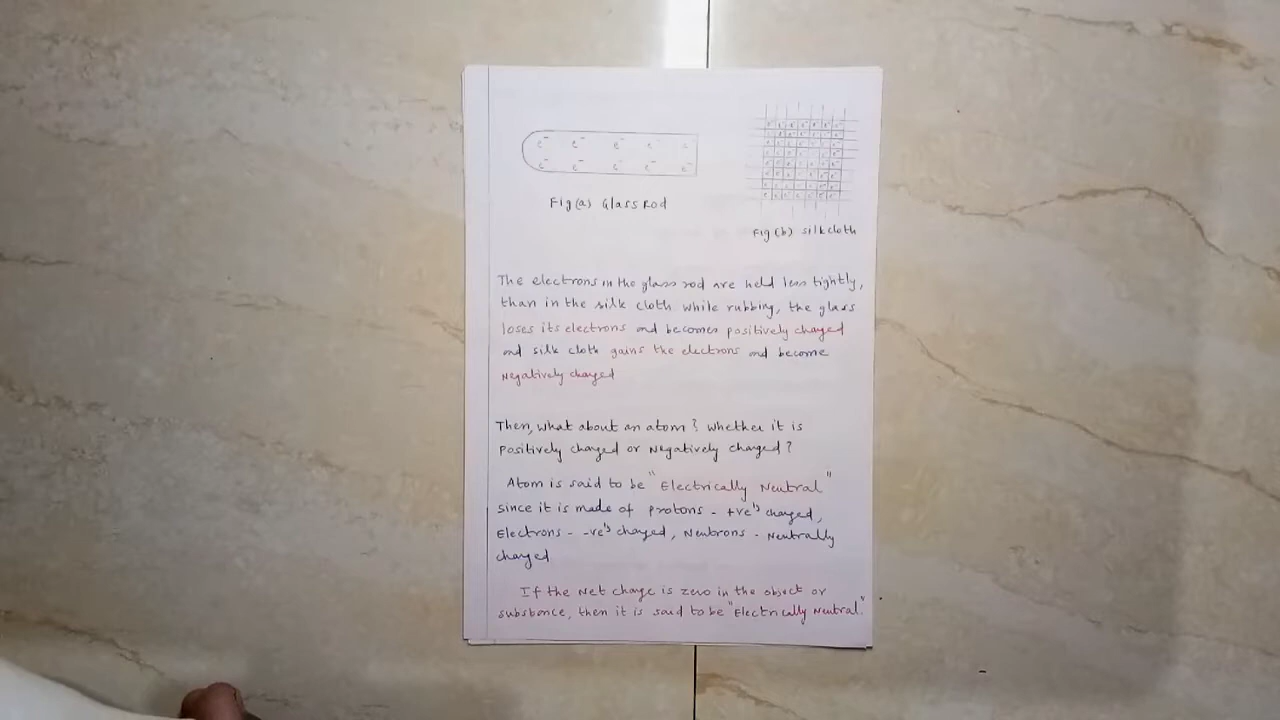 e⁻ e⁻ e⁻ e⁻ e
e⁻ e⁻ e⁻ e⁻ e⁻
Fig(a) Glass Rod
Fig (b) silk cloth
The electrons in the glass rod are held less tightly,
than in the silk cloth while rubbing, the glass
loses its electrons and becomes positively charged
and silk cloth gains the electrons and become
Negatively charged
Then, what about an atom? whether it is
positively charged or Negatively charged?
Atom is said to be "Electrically Neutral"
since it is made of protons - +ve's charged,
Electrons - -ve's charged, Neutrons - Neutrally
charged
If the Net charge is zero in the object or
substance, then it is said to be "Electrically Neutral."